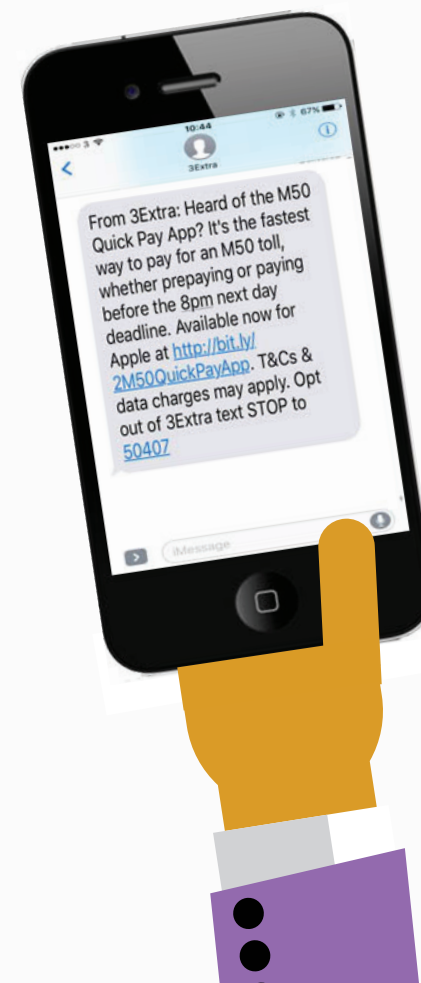 3
10:44
67%
3Extra
From 3Extra: Heard of the M50
Quick Pay App? It's the fastest
way to pay for an M50 toll,
whether prepaying or paying
before the 8pm next day
deadline. Available now for
Apple at http://bit.ly/
2M50QuickPayApp. T&Cs &
data charges may apply. Opt
out of 3Extra text STOP to
50407
iMessage